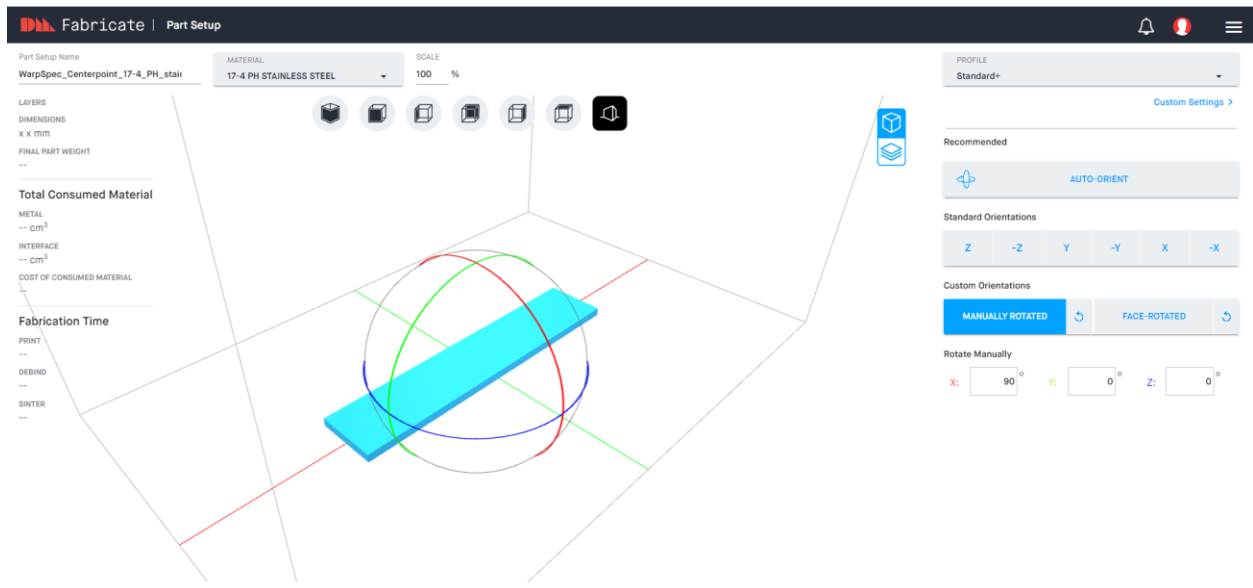 DM. Fabricate | Part Setup
Part Setup Name
WarpSpec_Centerpoint_17-4_PH_stair
MATERIAL
17-4 PH STAINLESS STEEL
SCALE
100 %
PROFILE
Standard+
Custom Settings >
LAYERS
DIMENSIONS
x x mm
FINAL PART WEIGHT
--
Total Consumed Material
METAL
-- cm³
INTERFACE
-- cm³
COST OF CONSUMED MATERIAL
--
Fabrication Time
PRINT
--
DEBIND
--
SINTER
--
Recommended
AUTO-ORIENT
Standard Orientations
Z -Z Y -Y X -X
Custom Orientations
MANUALLY ROTATED FACE-ROTATED
Rotate Manually
X: 90 ° Y: 0 ° Z: 0 °